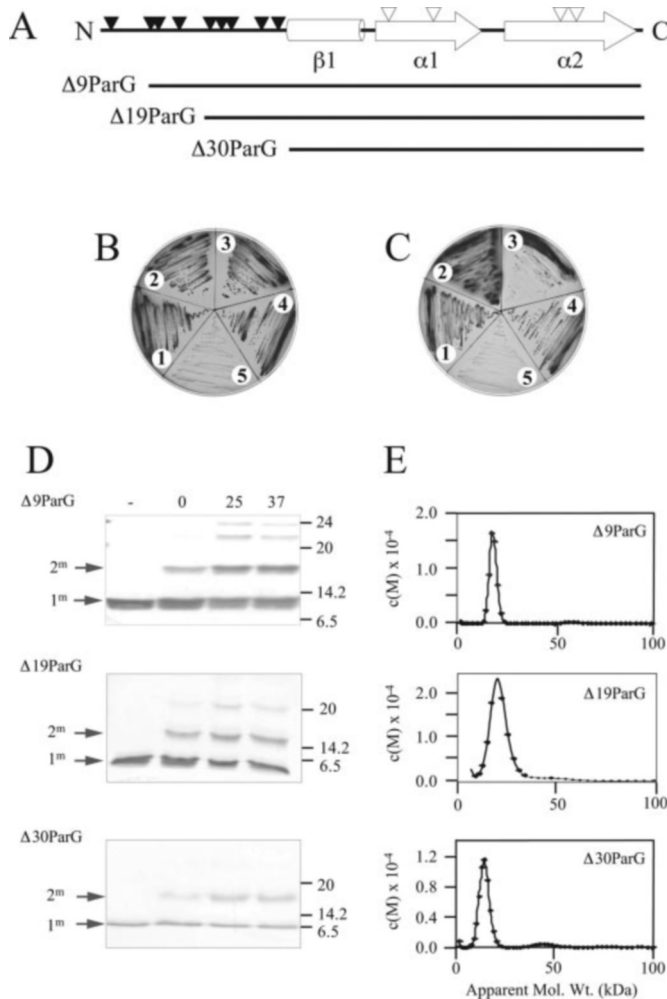 A
N C
β1 α1 α2
Δ9ParG
Δ19ParG
Δ30ParG
B
1 2 3 4 5
C
1 2 3 4 5
D
Δ9ParG - 0 25 37
24
20
2m
14.2
1m
6.5
Δ19ParG
20
2m
14.2
1m
6.5
Δ30ParG
20
2m
14.2
1m
6.5
E
Δ9ParG
c(M) x 10-4
2.0
1.0
0.0
0 50 100
Δ19ParG
c(M) x 10-4
2.0
1.0
0.0
0 50 100
Δ30ParG
c(M) x 10-4
1.2
0.8
0.4
0.0
0 50 100
Apparent Mol. Wt. (kDa)